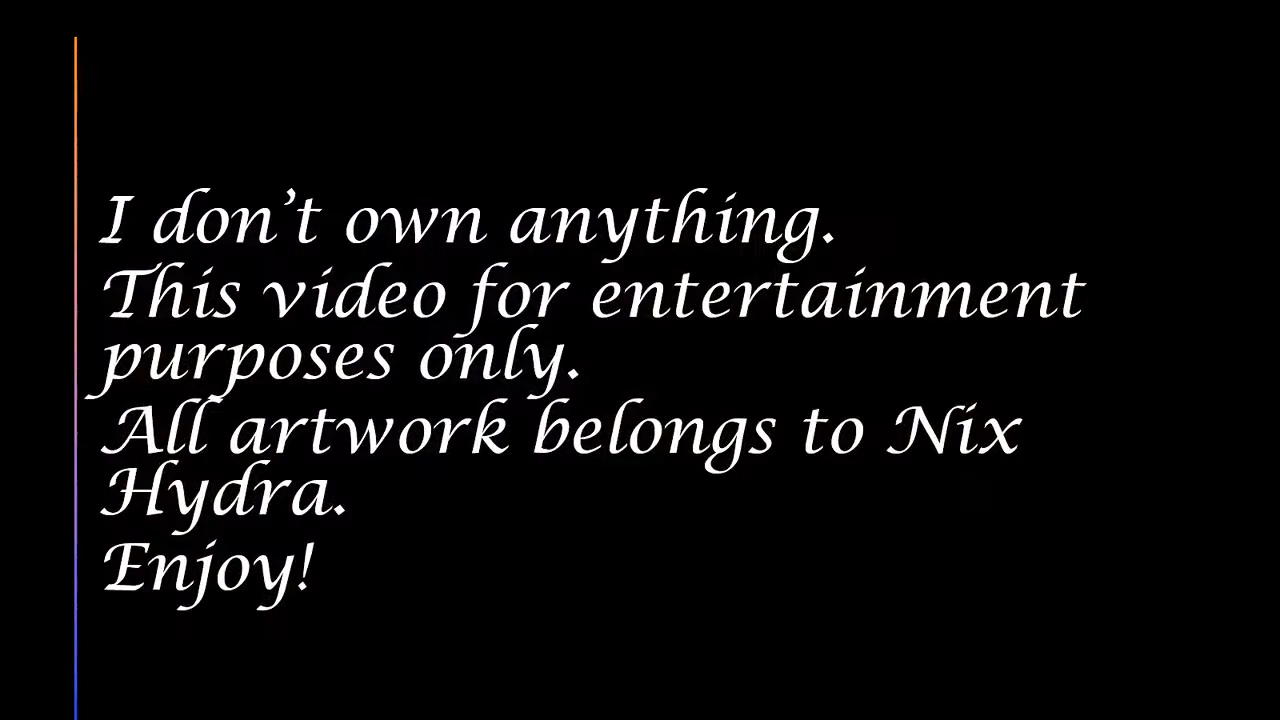 I don’t own anything.
This video for entertainment
purposes only.
All artwork belongs to Nix
Hydra.
Enjoy!